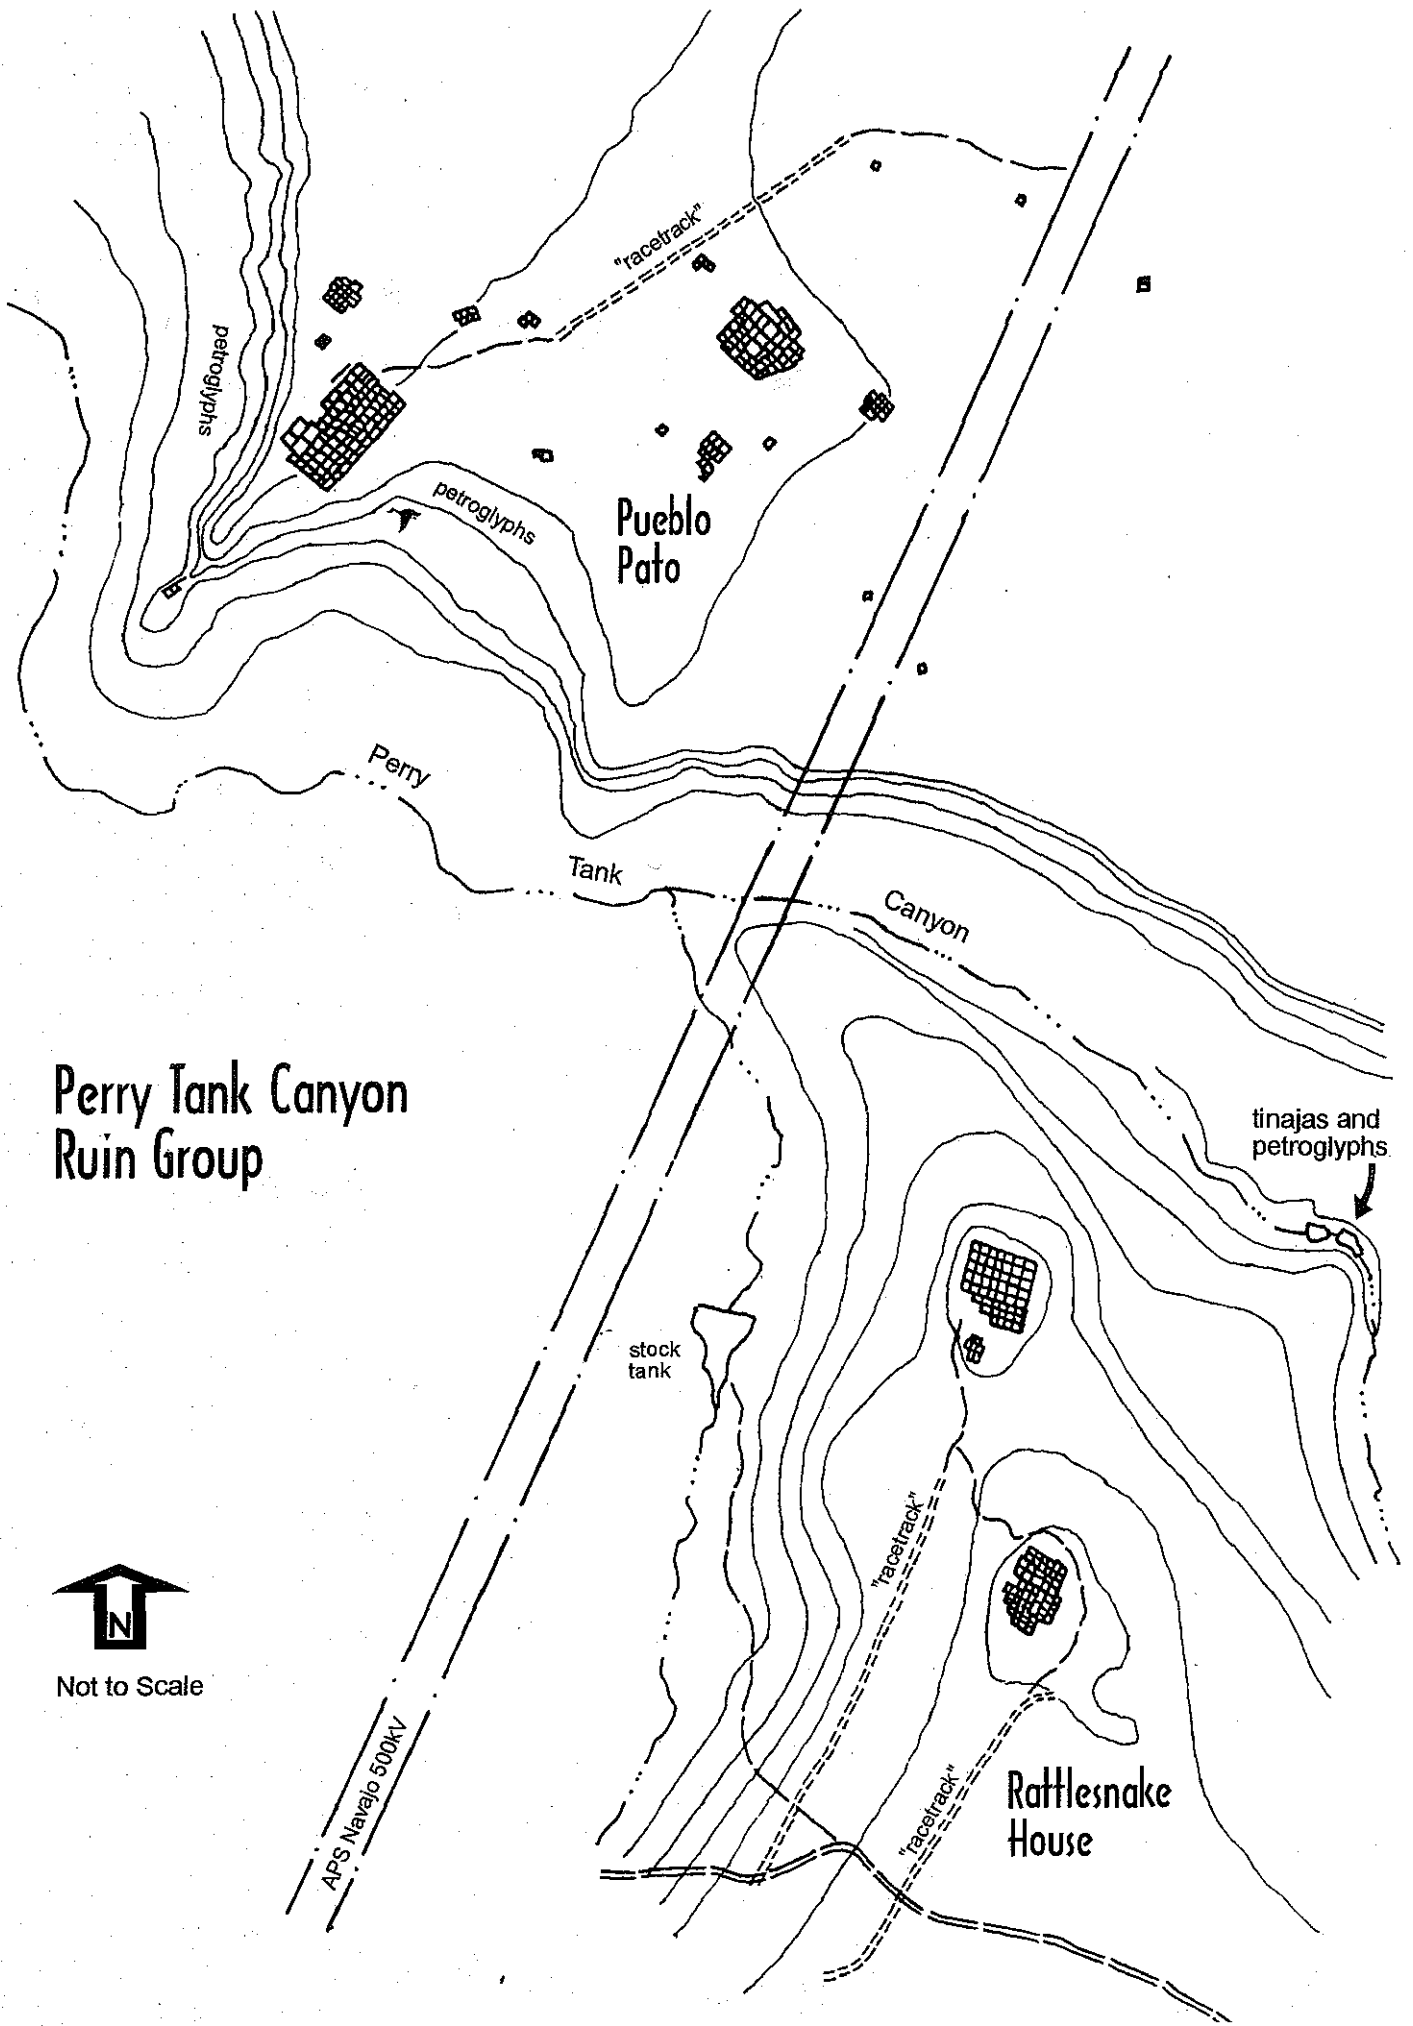 "racetrack"
petroglyphs
petroglyphs
Pueblo
Pato
Perry
Tank
Canyon
Perry Tank Canyon
Ruin Group
tinajas and
petroglyphs
stock
tank
"racetrack"
N
Not to Scale
APS Navajo 500kV
"racetrack"
Rattlesnake
House